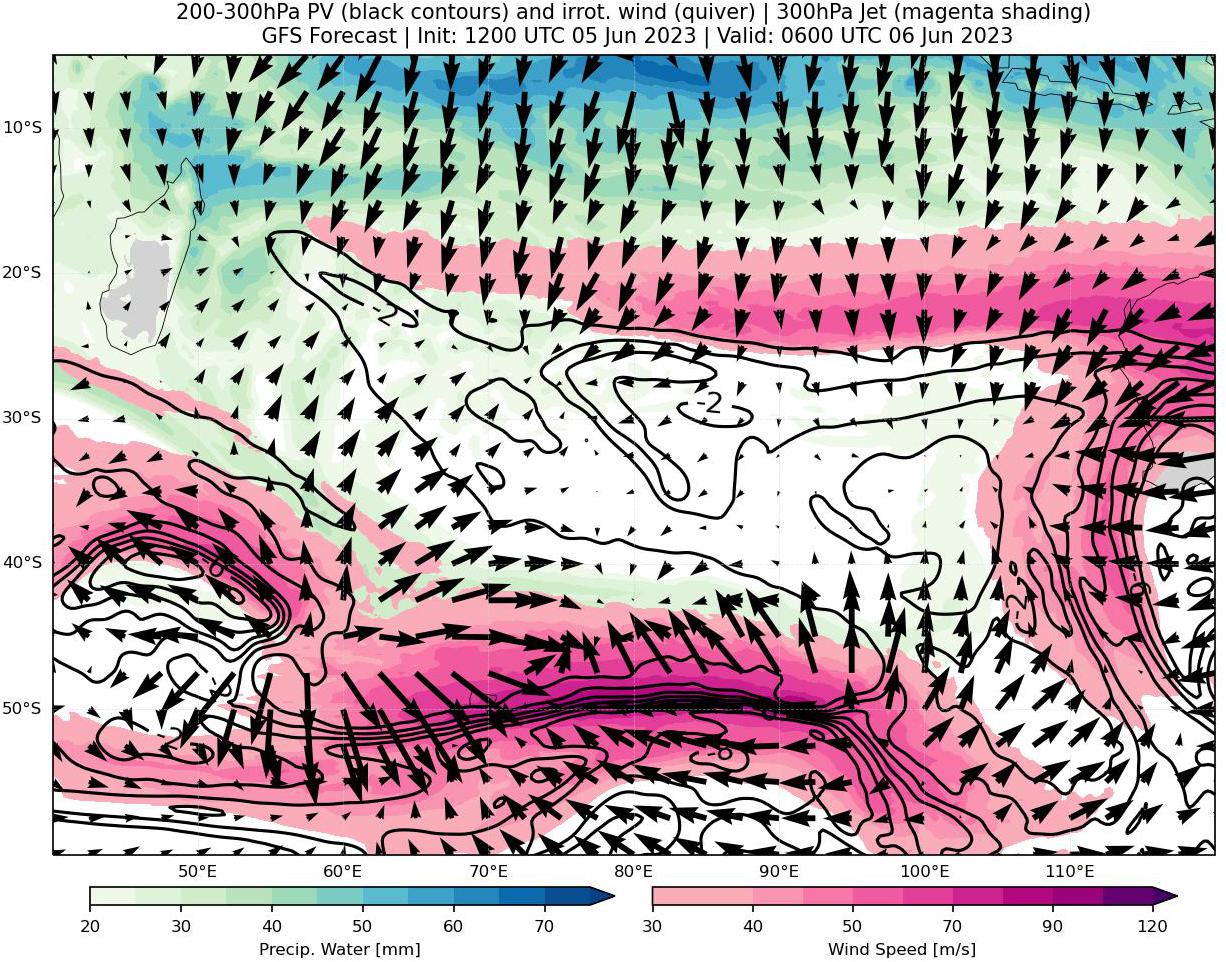 200-300hPa PV (black contours) and irrot. wind (quiver) | 300hPa Jet (magenta shading)
GFS Forecast | Init: 1200 UTC 05 Jun 2023 | Valid: 0600 UTC 06 Jun 2023
10°S
20°S
-2
30°S
-2
40°S
50°S
-8
50°E 60°E 70°E 80°E 90°E 100°E 110°E
20 30 40 50 60 70
30 40 50 70 90 120
Precip. Water [mm]
Wind Speed [m/s]